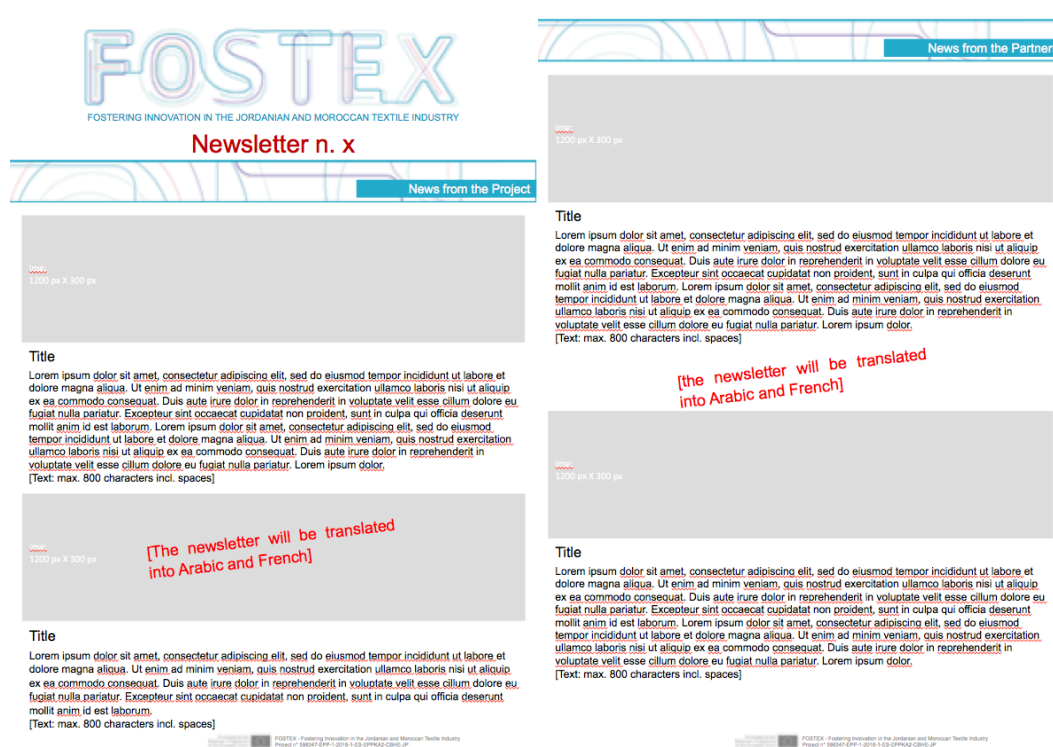 FOSTEX
FOSTERING INNOVATION IN THE JORDANIAN AND MOROCCAN TEXTILE INDUSTRY
Newsletter n. x
News from the Project
img:
1200 px X 300 px
Title
Lorem ipsum dolor sit amet, consectetur adipiscing elit, sed do eiusmod tempor incididunt ut labore et
dolore magna aliqua. Ut enim ad minim veniam, quis nostrud exercitation ullamco laboris nisi ut aliquip
ex ea commodo consequat. Duis aute irure dolor in reprehenderit in voluptate velit esse cillum dolore eu
fugiat nulla pariatur. Excepteur sint occaecat cupidatat non proident, sunt in culpa qui officia deserunt
mollit anim id est laborum. Lorem ipsum dolor sit amet, consectetur adipiscing elit, sed do eiusmod
tempor incididunt ut labore et dolore magna aliqua. Ut enim ad minim veniam, quis nostrud exercitation
ullamco laboris nisi ut aliquip ex ea commodo consequat. Duis aute irure dolor in reprehenderit in
voluptate velit esse cillum dolore eu fugiat nulla pariatur. Lorem ipsum dolor.
[Text: max. 800 characters incl. spaces]
img:
1200 px X 300 px
[The newsletter will be translated
into Arabic and French]
Title
Lorem ipsum dolor sit amet, consectetur adipiscing elit, sed do eiusmod tempor incididunt ut labore et
dolore magna aliqua. Ut enim ad minim veniam, quis nostrud exercitation ullamco laboris nisi ut aliquip
ex ea commodo consequat. Duis aute irure dolor in reprehenderit in voluptate velit esse cillum dolore eu
fugiat nulla pariatur. Excepteur sint occaecat cupidatat non proident, sunt in culpa qui officia deserunt
mollit anim id est laborum.
[Text: max. 800 characters incl. spaces]
FOSTEX - Fostering Innovation in the Jordanian and Moroccan Textile Industry
Project n° 598347-EPP-1-2018-1-ES-EPPKA2-CBHE-JP
News from the Partner
img:
1200 px X 300 px
Title
Lorem ipsum dolor sit amet, consectetur adipiscing elit, sed do eiusmod tempor incididunt ut labore et
dolore magna aliqua. Ut enim ad minim veniam, quis nostrud exercitation ullamco laboris nisi ut aliquip
ex ea commodo consequat. Duis aute irure dolor in reprehenderit in voluptate velit esse cillum dolore eu
fugiat nulla pariatur. Excepteur sint occaecat cupidatat non proident, sunt in culpa qui officia deserunt
mollit anim id est laborum. Lorem ipsum dolor sit amet, consectetur adipiscing elit, sed do eiusmod
tempor incididunt ut labore et dolore magna aliqua. Ut enim ad minim veniam, quis nostrud exercitation
ullamco laboris nisi ut aliquip ex ea commodo consequat. Duis aute irure dolor in reprehenderit in
voluptate velit esse cillum dolore eu fugiat nulla pariatur. Lorem ipsum dolor.
[Text: max. 800 characters incl. spaces]
[the newsletter will be translated
into Arabic and French]
img:
1200 px X 300 px
Title
Lorem ipsum dolor sit amet, consectetur adipiscing elit, sed do eiusmod tempor incididunt ut labore et
dolore magna aliqua. Ut enim ad minim veniam, quis nostrud exercitation ullamco laboris nisi ut aliquip
ex ea commodo consequat. Duis aute irure dolor in reprehenderit in voluptate velit esse cillum dolore eu
fugiat nulla pariatur. Excepteur sint occaecat cupidatat non proident, sunt in culpa qui officia deserunt
mollit anim id est laborum. Lorem ipsum dolor sit amet, consectetur adipiscing elit, sed do eiusmod
tempor incididunt ut labore et dolore magna aliqua. Ut enim ad minim veniam, quis nostrud exercitation
ullamco laboris nisi ut aliquip ex ea commodo consequat. Duis aute irure dolor in reprehenderit in
voluptate velit esse cillum dolore eu fugiat nulla pariatur. Lorem ipsum dolor.
[Text: max. 800 characters incl. spaces]
FOSTEX - Fostering Innovation in the Jordanian and Moroccan Textile Industry
Project n° 598347-EPP-1-2018-1-ES-EPPKA2-CBHE-JP